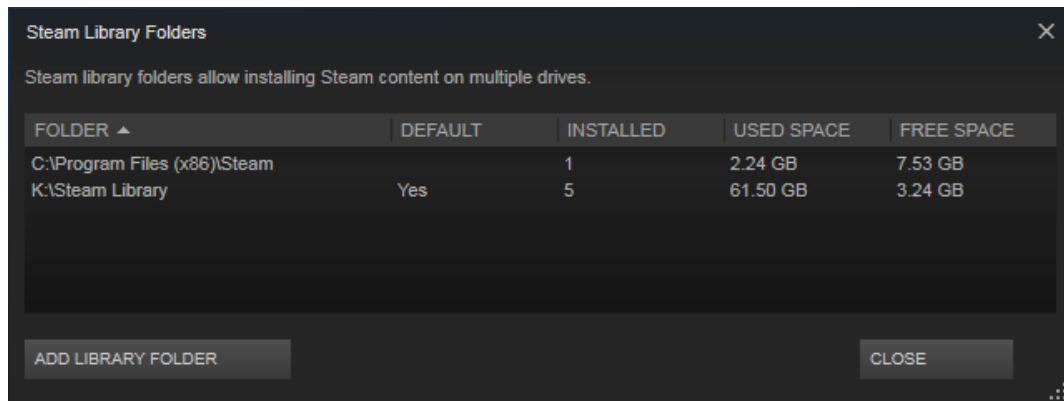 Steam Library Folders
Steam library folders allow installing Steam content on multiple drives.
FOLDER DEFAULT INSTALLED USED SPACE FREE SPACE
C:\Program Files (x86)\Steam 1 2.24 GB 7.53 GB
K:\Steam Library Yes 5 61.50 GB 3.24 GB
ADD LIBRARY FOLDER CLOSE